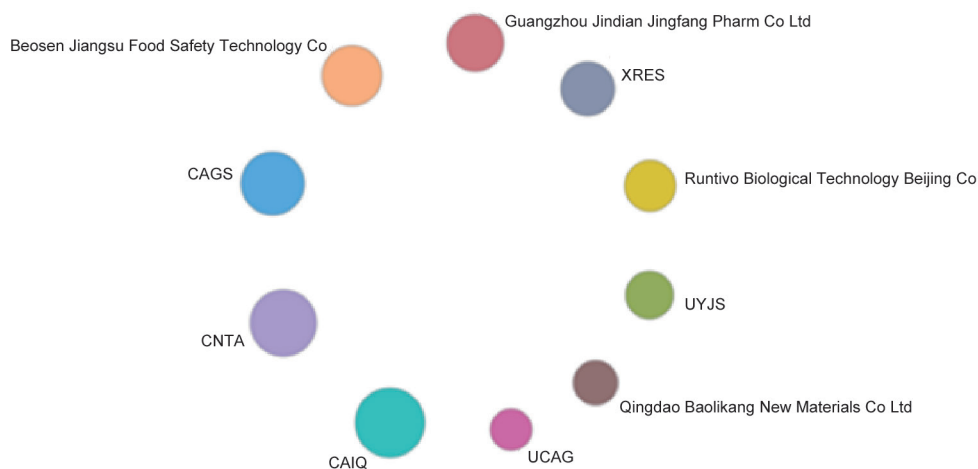 Guangzhou Jindian Jingfang Pharm Co Ltd
Beosen Jiangsu Food Safety Technology Co
XRES
CAGS
Runtivo Biological Technology Beijing Co
UYJS
CNTA
Qingdao Baolikang New Materials Co Ltd
UCAG
CAIQ